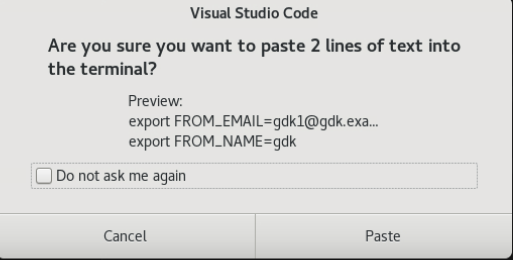 Visual Studio Code
Are you sure you want to paste 2 lines of text into
the terminal?
Preview:
export FROM_EMAIL=gdk1@gdk.exa...
export FROM_NAME=gdk
Do not ask me again
Cancel
Paste